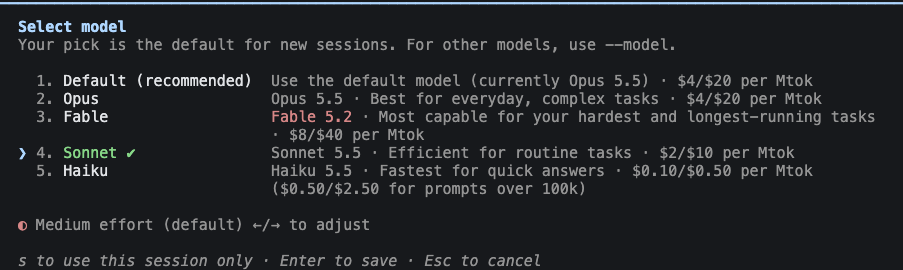 Select model
Your pick is the default for new sessions. For other models, use --model.
1. Default (recommended) Use the default model (currently Opus 5.5) · $4/$20 per Mtok
2. Opus Opus 5.5 · Best for everyday, complex tasks · $4/$20 per Mtok
3. Fable Fable 5.2 · Most capable for your hardest and longest-running tasks
· $8/$40 per Mtok
❯ 4. Sonnet ✔ Sonnet 5.5 · Efficient for routine tasks · $2/$10 per Mtok
5. Haiku Haiku 5.5 · Fastest for quick answers · $0.10/$0.50 per Mtok
($0.50/$2.50 for prompts over 100k)
◐ Medium effort (default) ←/→ to adjust
s to use this session only · Enter to save · Esc to cancel